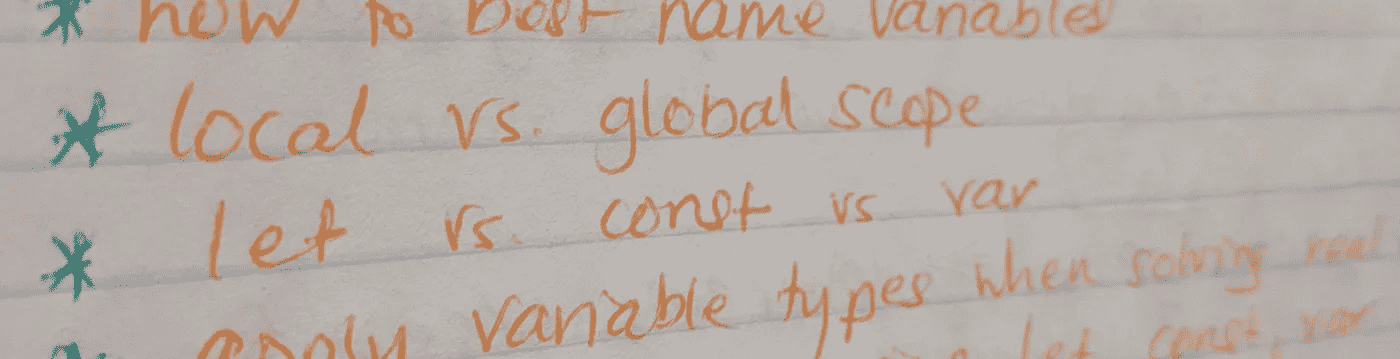 * how to best name variables
* local vs. global scope
* let vs. const vs var
* apply variable types when solving real
let const, var